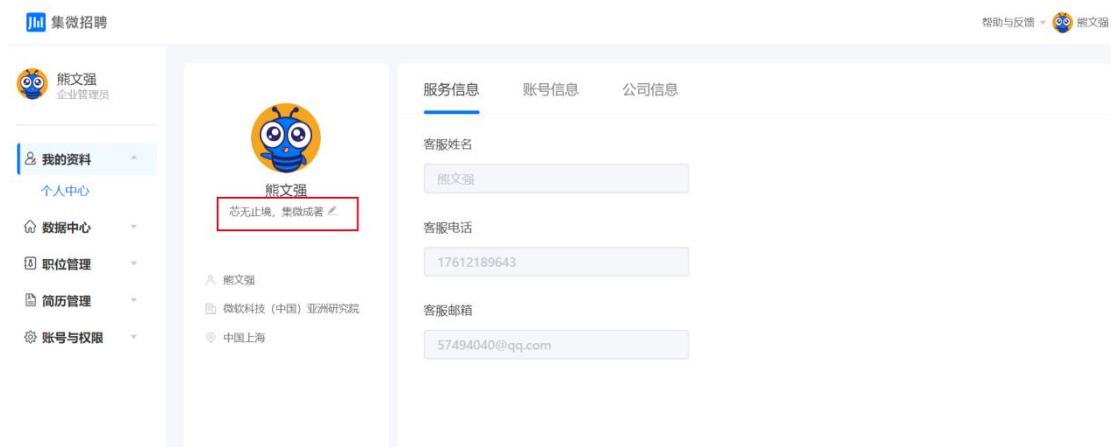 集微招聘
帮助与反馈
熊文强
熊文强
企业管理员
我的资料
个人中心
数据中心
职位管理
简历管理
账号与权限
熊文强
芯无止境，集微成著
熊文强
微软科技（中国）亚洲研究院
中国上海
服务信息 账号信息 公司信息
客服姓名
熊文强
客服电话
17612189643
客服邮箱
57494040@qq.com